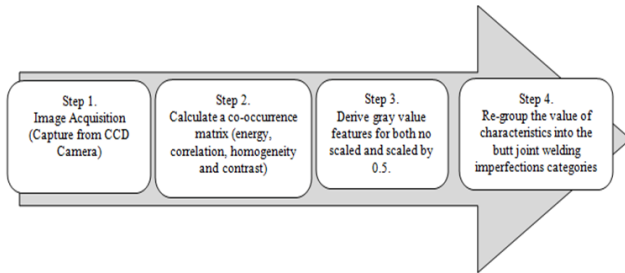 Step 1.
Image Acquisition
(Capture from CCD
Camera)
Step 2.
Calculate a co-occurrence
matrix (energy,
correlation, homogeneity
and contrast)
Step 3.
Derive gray value
features for both no
scaled and scaled by
0.5.
Step 4.
Re-group the value of
characteristics into the
butt joint welding
imperfections categories